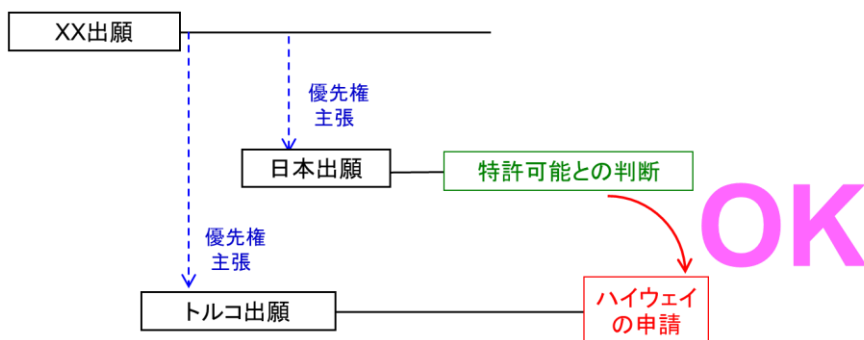 XX出願
優先権
主張
日本出願
特許可能との判断
OK
優先権
主張
トルコ出願
ハイウェイ
の申請